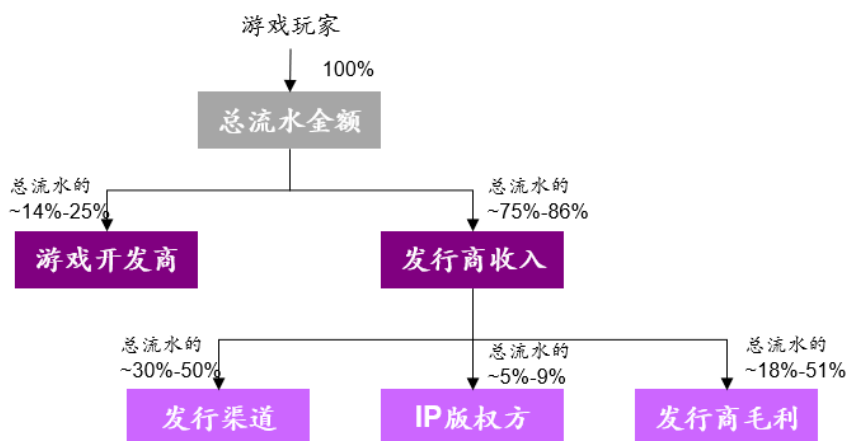 游戏玩家
100%
总流水金额
总流水的
~14%-25%
总流水的
~75%-86%
游戏开发商
发行商收入
总流水的
~30%-50%
总流水的
~5%-9%
总流水的
~18%-51%
发行渠道
IP版权方
发行商毛利